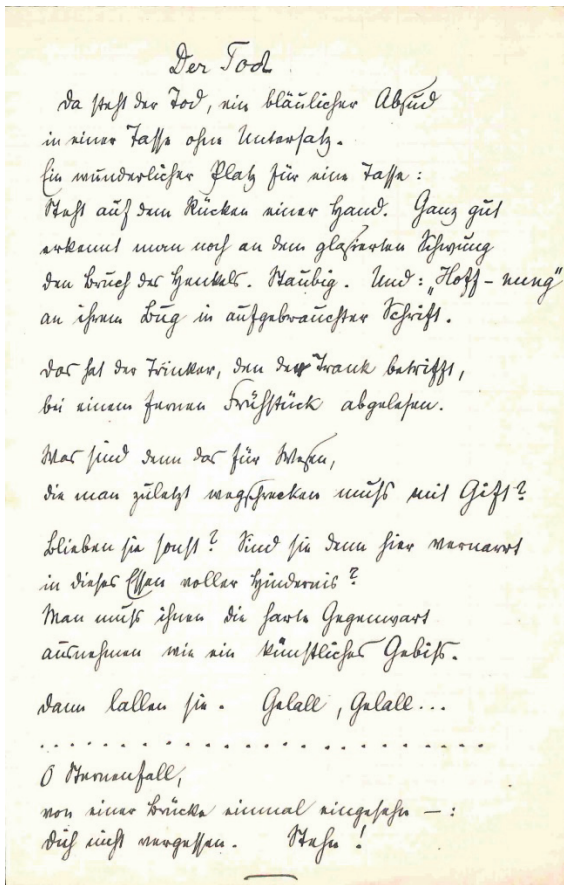 Der Tod
Da steht der Tod, ein bläulicher Absud
in einer Tasse ohne Untersatz.
Ein wunderlicher Platz für eine Tasse:
Steht auf dem Rücken einer Hand. Ganz gut
erkennt man noch an dem glasierten Schwung
den Bruch des Henkels. Staubig. Und: „Hoff-nung“
an ihrem Bug in aufgebrauchter Schrift.
Das hat der Trinker, den der Trank betrifft,
bei einem fernen Frühstück abgelesen.
Was sind denn das für Wesen,
die man zuletzt wegschrecken muß mit Gift?
Blieben sie sonst? Sind sie denn hier vernarrt
in dieses Essen voller Hindernis?
Man muß ihnen die harte Gegenwart
ausnehmen wie ein künstliches Gebiß.
Dann lallen sie. Gelall, Gelall...
. . . . . . . . . . . . . . . . . . . . . . . .
O Sternenfall,
von einer Brücke einmal eingesehn –:
Dich nicht vergessen. Stehn!